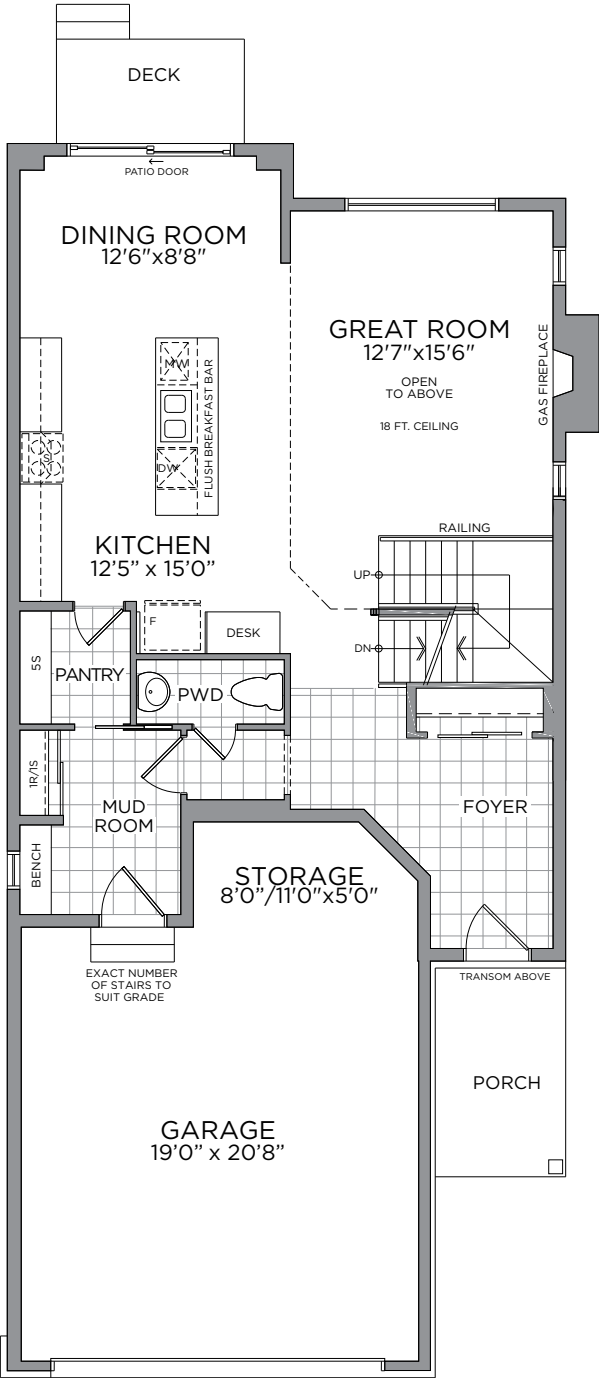 DECK
PATIO DOOR
DINING ROOM
12'6"x8'8"
GREAT ROOM
12'7"x15'6"
OPEN
TO ABOVE
18 FT. CEILING
GAS FIREPLACE
MW
FLUSH BREAKFAST BAR
S
DW
RAILING
KITCHEN
12'5" x 15'0"
UP
F
DESK
DN
5S
PANTRY
PWD
1R/1S
MUD
ROOM
FOYER
BENCH
STORAGE
8'0"/11'0"x5'0"
EXACT NUMBER
OF STAIRS TO
SUIT GRADE
TRANSOM ABOVE
PORCH
GARAGE
19'0" x 20'8"